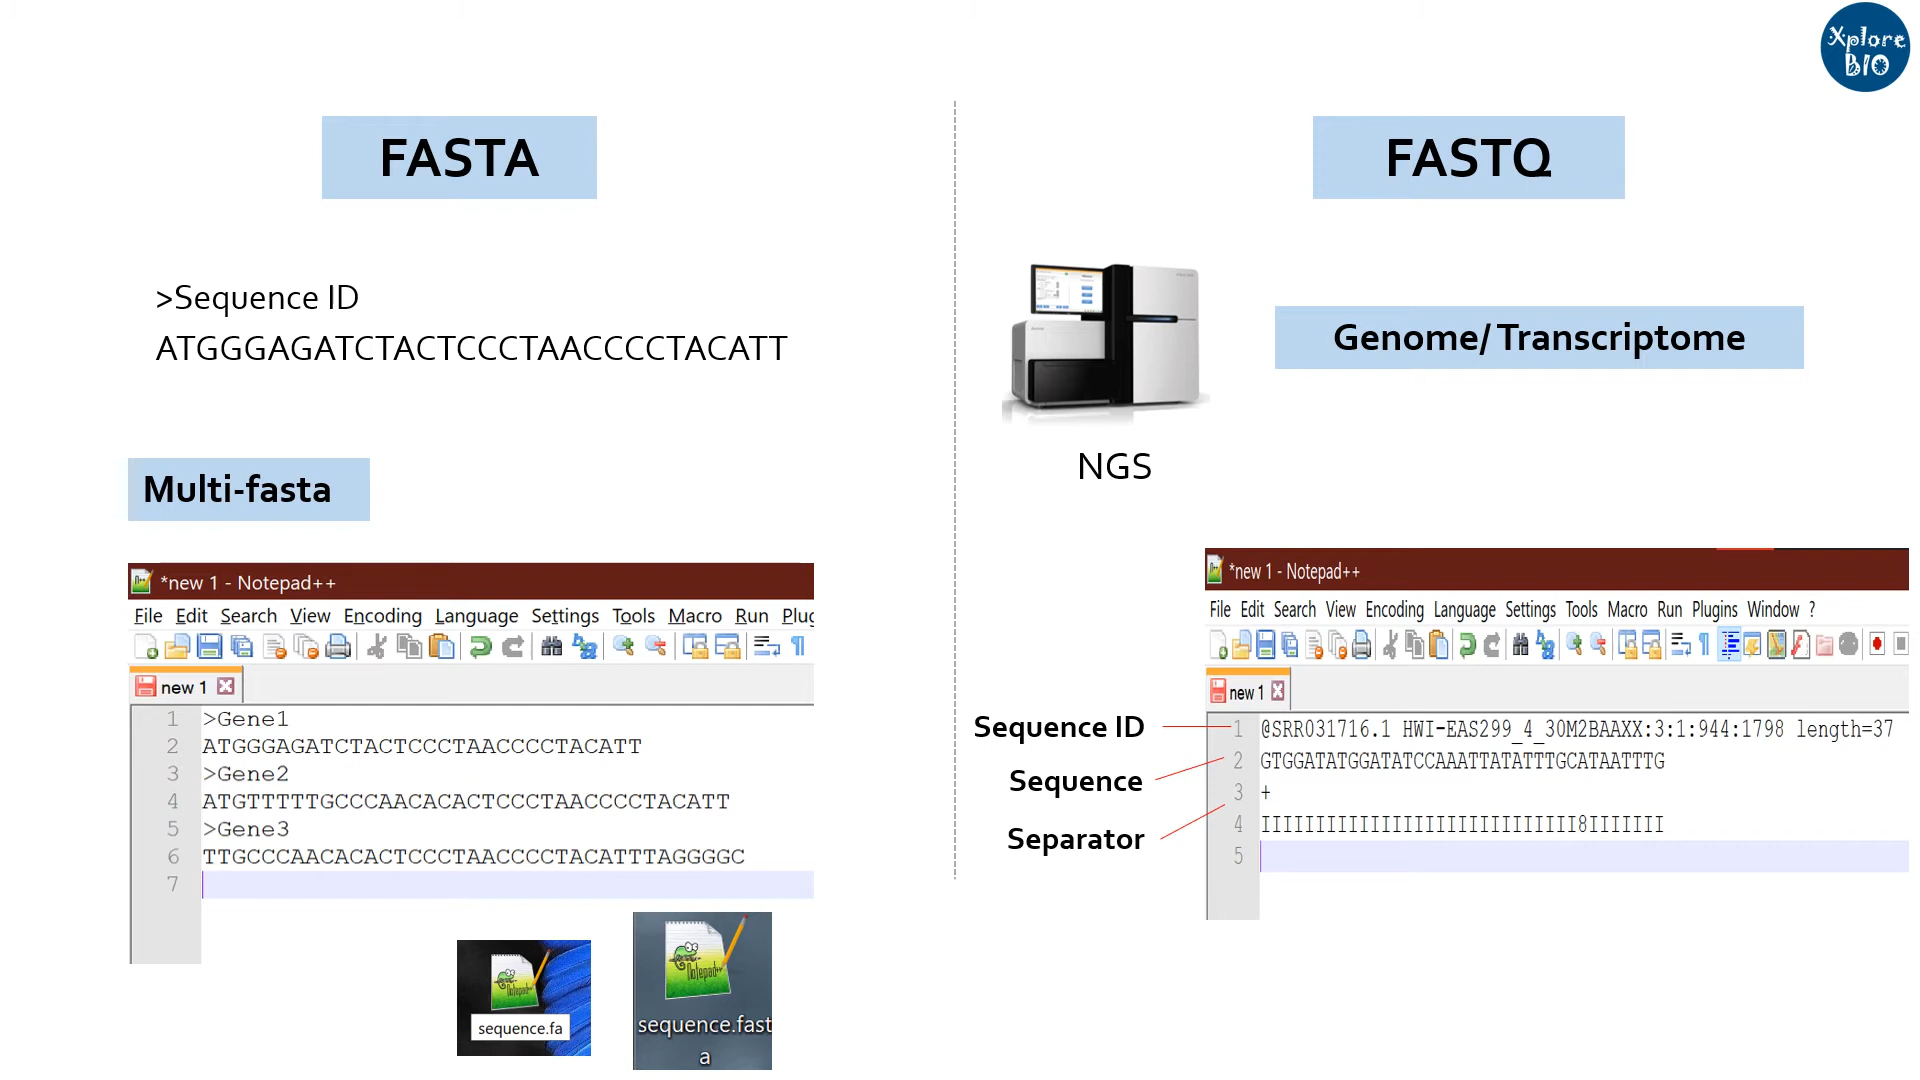 Xplore
BIO
FASTA
>Sequence ID
ATGGGAGATCTACTCCCTAACCCCTACATT
Multi-fasta
*new 1 - Notepad++
File Edit Search View Encoding Language Settings Tools Macro Run Plug
new 1
1 >Gene1
2 ATGGGAGATCTACTCCCTAACCCCTACATT
3 >Gene2
4 ATGTTTTTGCCCAACACACTCCCTAACCCCTACATT
5 >Gene3
6 TTGCCCAACACACTCCCTAACCCCTACATTTAGGGGC
7
sequence.fa
sequence.fast
a
FASTQ
Genome/ Transcriptome
NGS
*new 1 - Notepad++
File Edit Search View Encoding Language Settings Tools Macro Run Plugins Window ?
new 1
Sequence ID
Sequence
Separator
1 @SRR031716.1 HWI-EAS299_4_30M2BAAXX:3:1:944:1798 length=37
2 GTGGATATGGATATCCAAATTATATTTGCATAATTTG
3 +
4 IIIIIIIIIIIIIIIIIIIIIIIIIIIII8IIIIIII
5